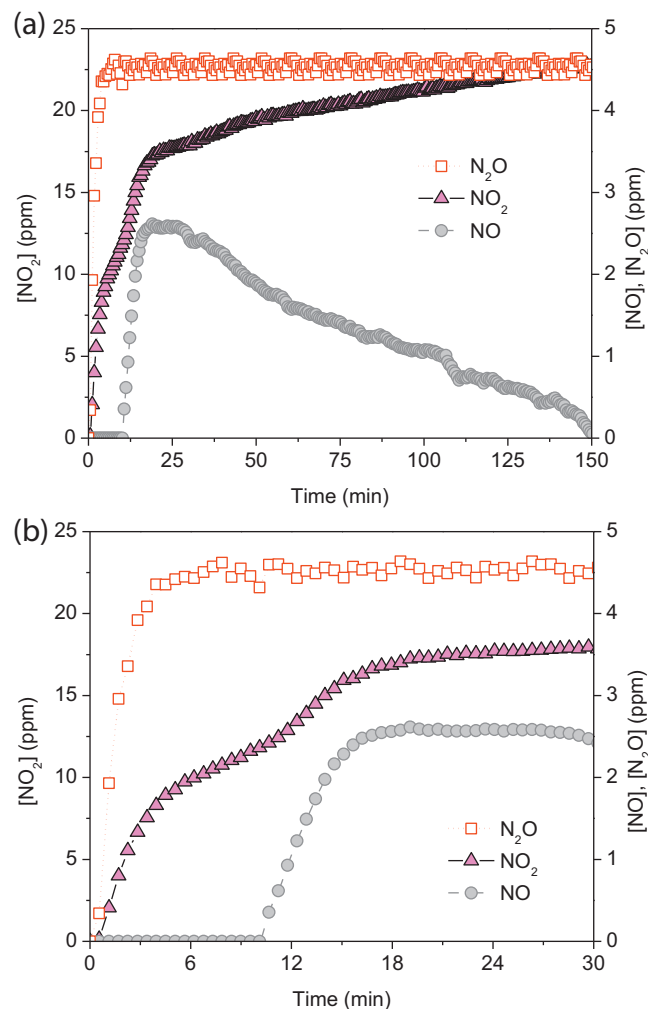 (a)
25
20
15
10
5
0
5
4
3
2
1
0
0 25 50 75 100 125 150
[NO₂] (ppm)
[NO], [N₂O] (ppm)
N₂O
NO₂
NO
Time (min)
(b)
25
20
15
10
5
0
5
4
3
2
1
0
0 6 12 18 24 30
[NO₂] (ppm)
[NO], [N₂O] (ppm)
N₂O
NO₂
NO
Time (min)